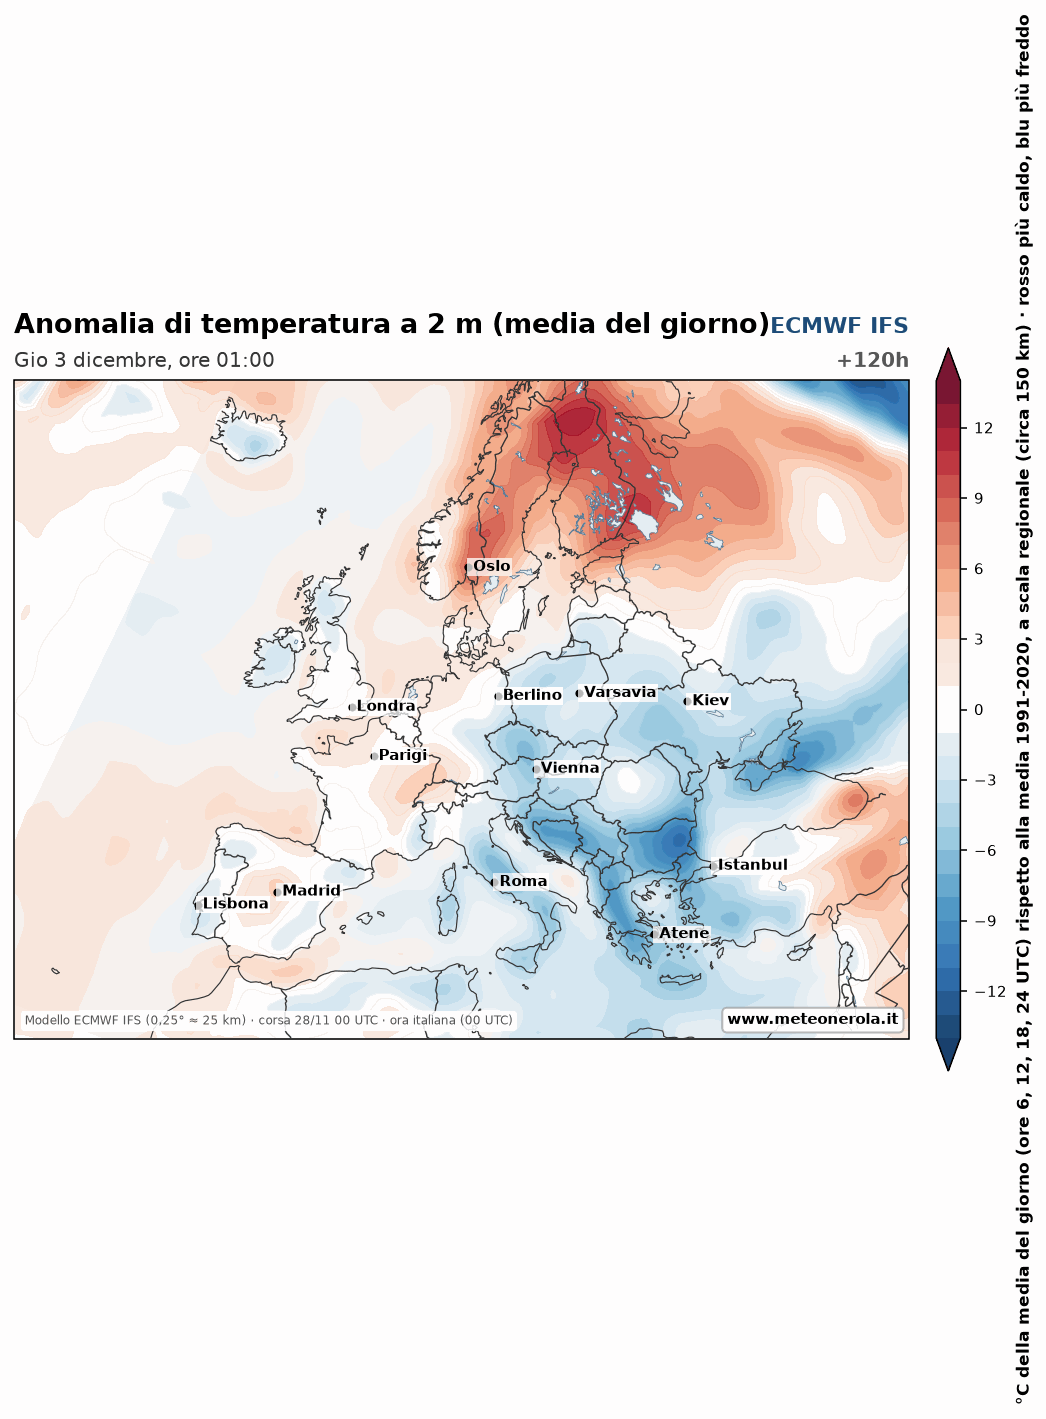 Anomalia di temperatura a 2 m (media del giorno)
ECMWF IFS
Gio 3 dicembre, ore 01:00
+120h
Oslo
Londra
Berlino
Varsavia
Kiev
Parigi
Vienna
Istanbul
Roma
Madrid
Lisbona
Atene
Modello ECMWF IFS (0,25° ≈ 25 km) · corsa 28/11 00 UTC · ora italiana (00 UTC)
www.meteonerola.it
12
9
6
3
0
−3
−6
−9
−12
°C della media del giorno (ore 6, 12, 18, 24 UTC) rispetto alla media 1991-2020, a scala regionale (circa 150 km) · rosso più caldo, blu più freddo